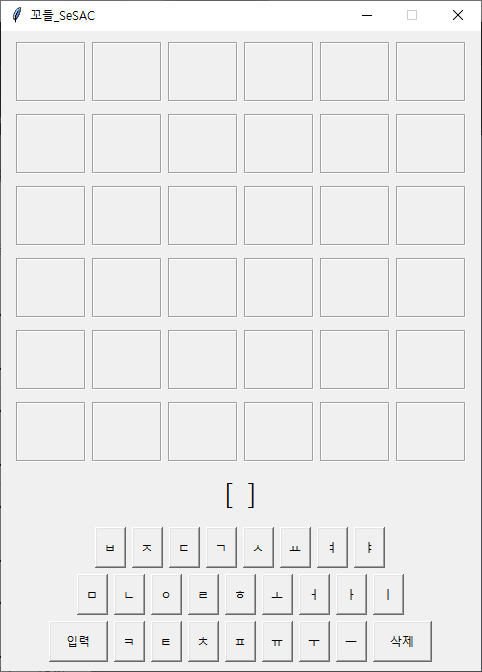 꼬들_SeSAC
[ ]
ㅂ ㅈ ㄷ ㄱ ㅅ ㅛ ㅕ ㅑ
ㅁ ㄴ ㅇ ㄹ ㅎ ㅗ ㅓ ㅏ ㅣ
입력 ㅋ ㅌ ㅊ ㅍ ㅠ ㅜ ㅡ 삭제